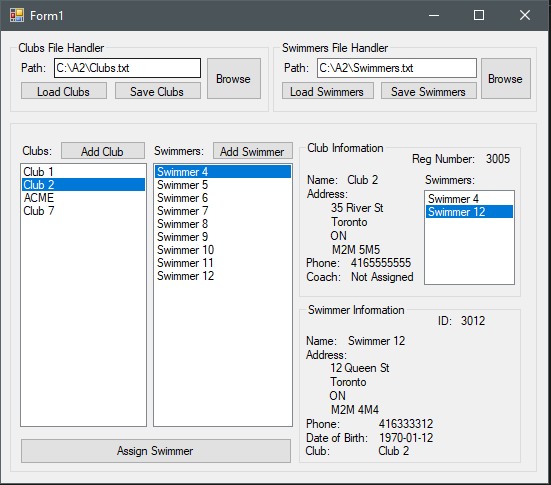 Form1
Clubs File Handler
Path: C:\A2\Clubs.txt
Browse
Load Clubs Save Clubs
Swimmers File Handler
Path: C:\A2\Swimmers.txt
Browse
Load Swimmers Save Swimmers
Clubs: Add Club
Club 1
Club 2
ACME
Club 7
Swimmers: Add Swimmer
Swimmer 4
Swimmer 5
Swimmer 6
Swimmer 7
Swimmer 8
Swimmer 9
Swimmer 10
Swimmer 11
Swimmer 12
Assign Swimmer
Club Information
Reg Number: 3005
Name: Club 2
Address:
35 River St
Toronto
ON
M2M 5M5
Phone: 4165555555
Coach: Not Assigned
Swimmers:
Swimmer 4
Swimmer 12
Swimmer Information
ID: 3012
Name: Swimmer 12
Address:
12 Queen St
Toronto
ON
M2M 4M4
Phone: 416333312
Date of Birth: 1970-01-12
Club: Club 2